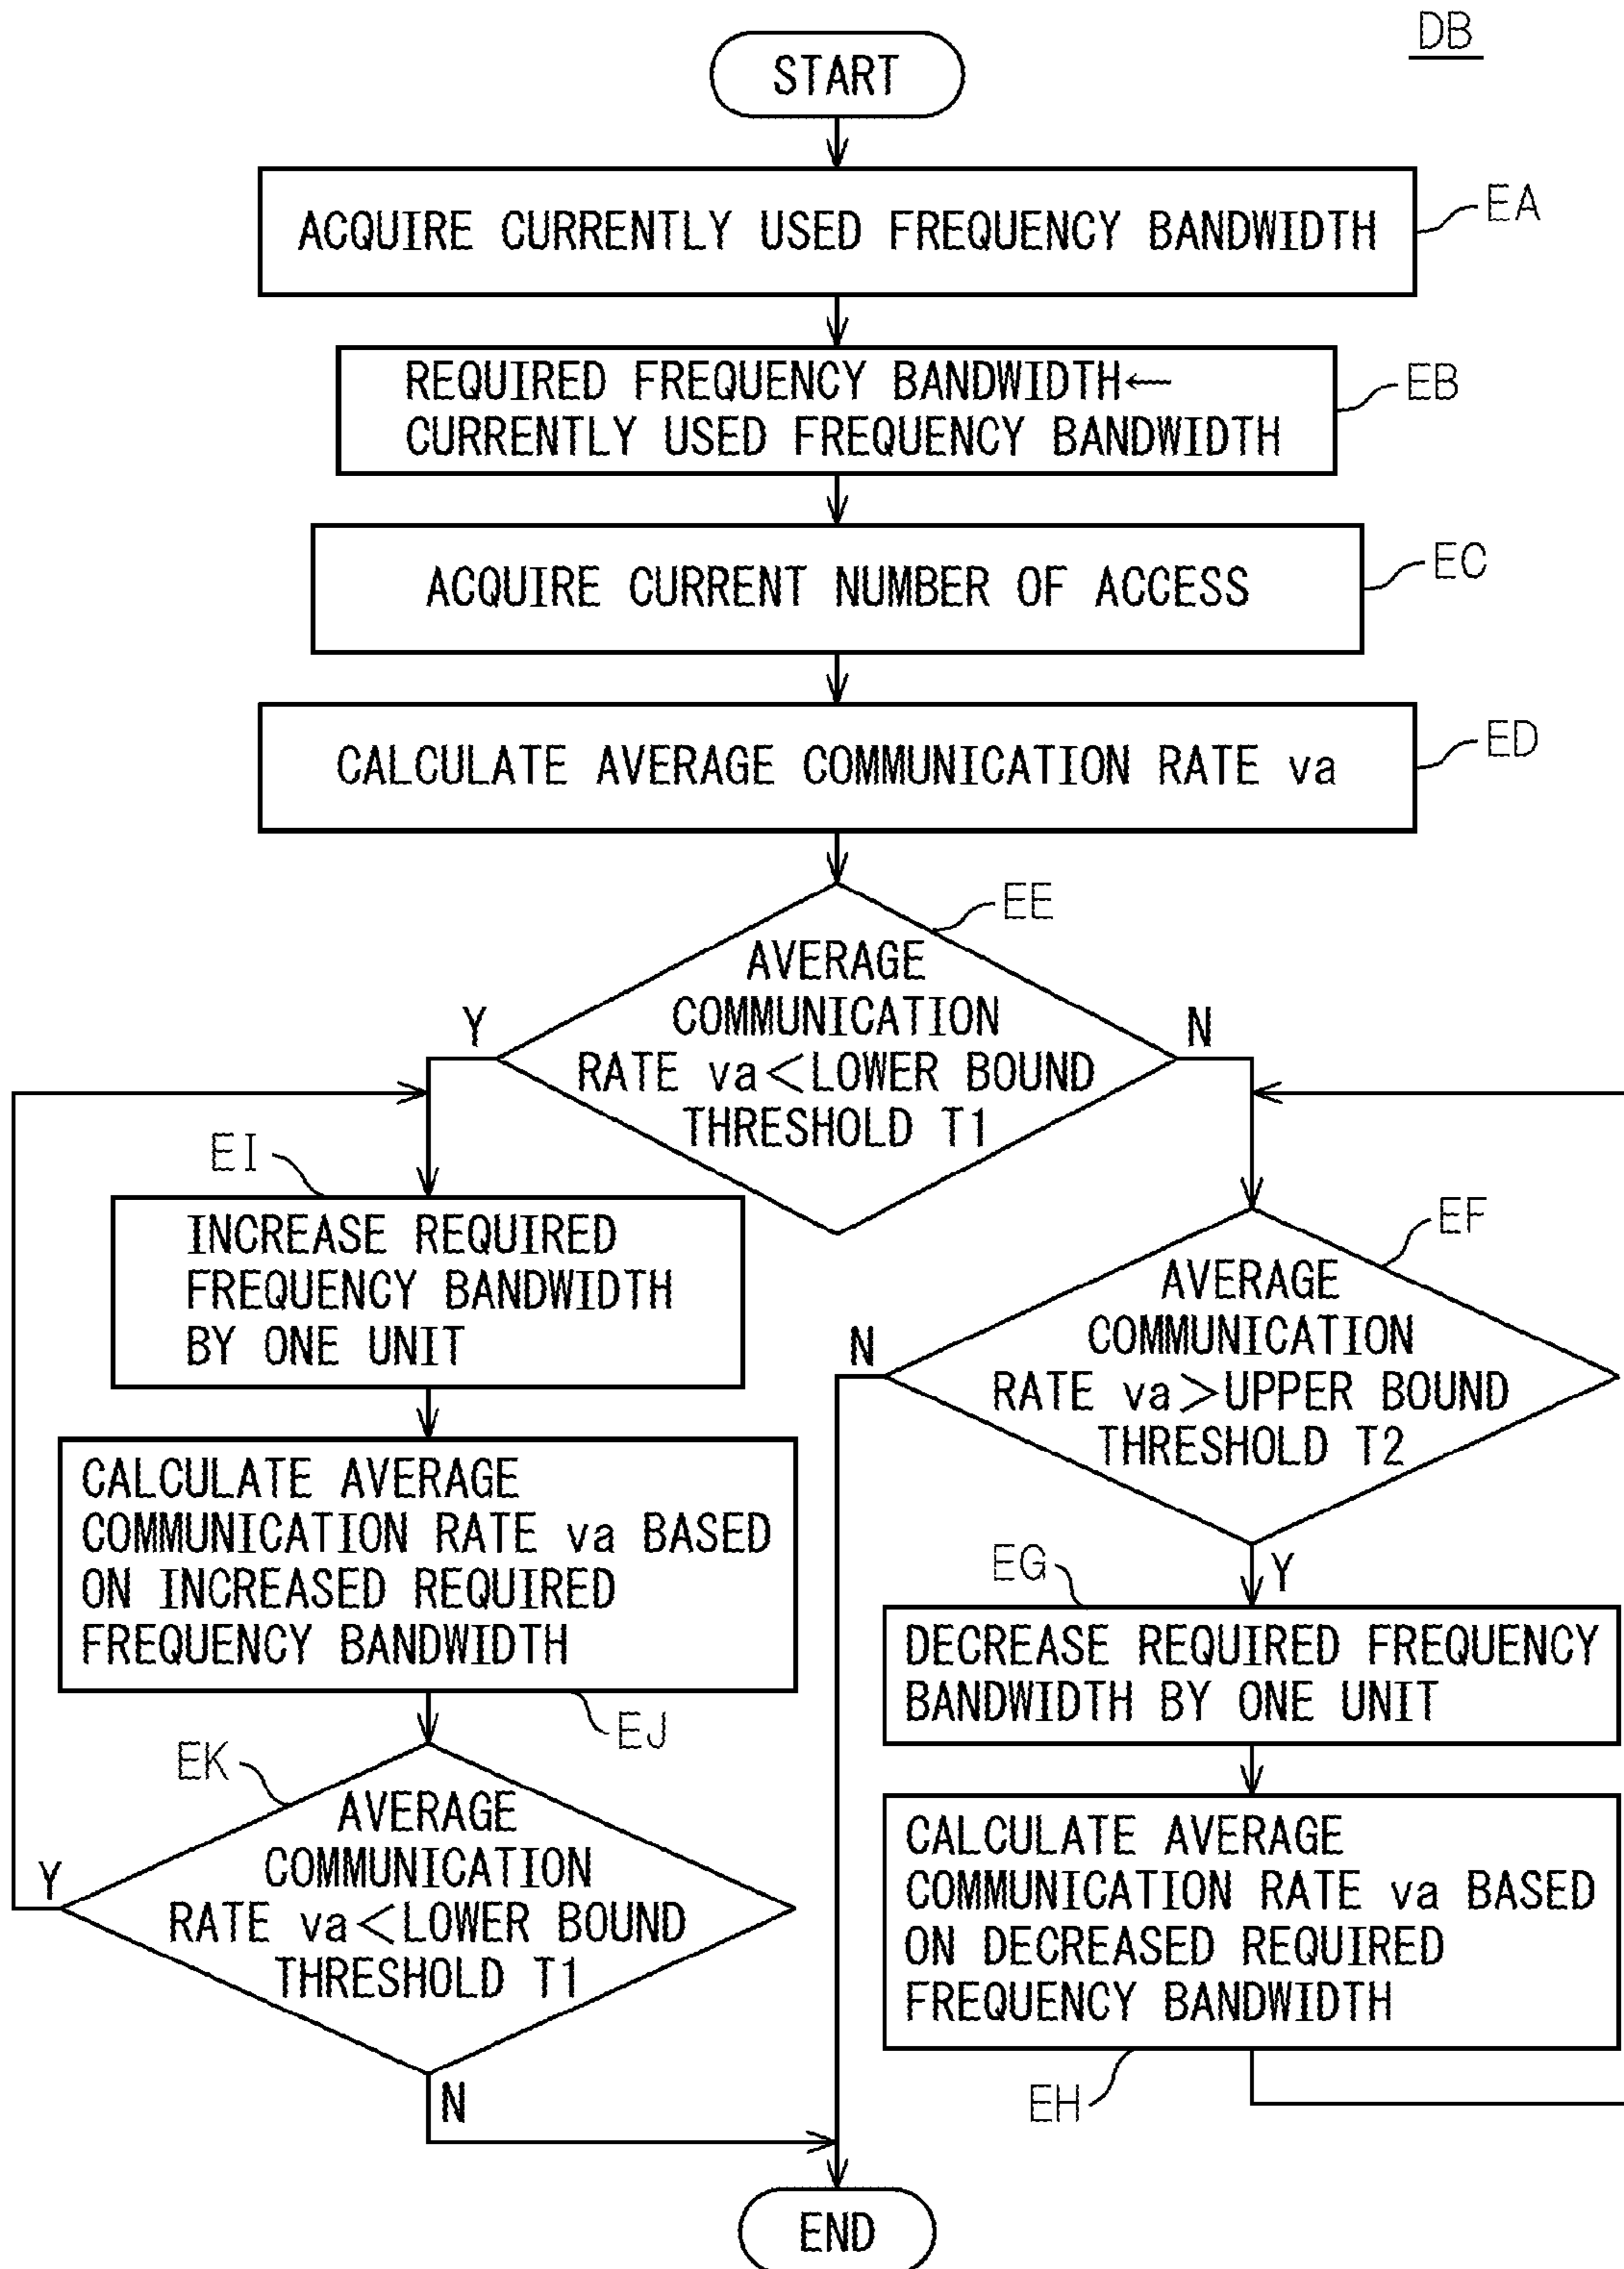 DB
START
ACQUIRE CURRENTLY USED FREQUENCY BANDWIDTH
EA
REQUIRED FREQUENCY BANDWIDTH←
CURRENTLY USED FREQUENCY BANDWIDTH
EB
ACQUIRE CURRENT NUMBER OF ACCESS
EC
CALCULATE AVERAGE COMMUNICATION RATE va
ED
EE
AVERAGE
COMMUNICATION
RATE va<LOWER BOUND
THRESHOLD T1
Y
N
EI
INCREASE REQUIRED
FREQUENCY BANDWIDTH
BY ONE UNIT
EF
AVERAGE
COMMUNICATION
RATE va>UPPER BOUND
THRESHOLD T2
N
Y
CALCULATE AVERAGE
COMMUNICATION RATE va BASED
ON INCREASED REQUIRED
FREQUENCY BANDWIDTH
EJ
EG
DECREASE REQUIRED FREQUENCY
BANDWIDTH BY ONE UNIT
EK
AVERAGE
COMMUNICATION
RATE va<LOWER BOUND
THRESHOLD T1
Y
N
CALCULATE AVERAGE
COMMUNICATION RATE va BASED
ON DECREASED REQUIRED
FREQUENCY BANDWIDTH
EH
END